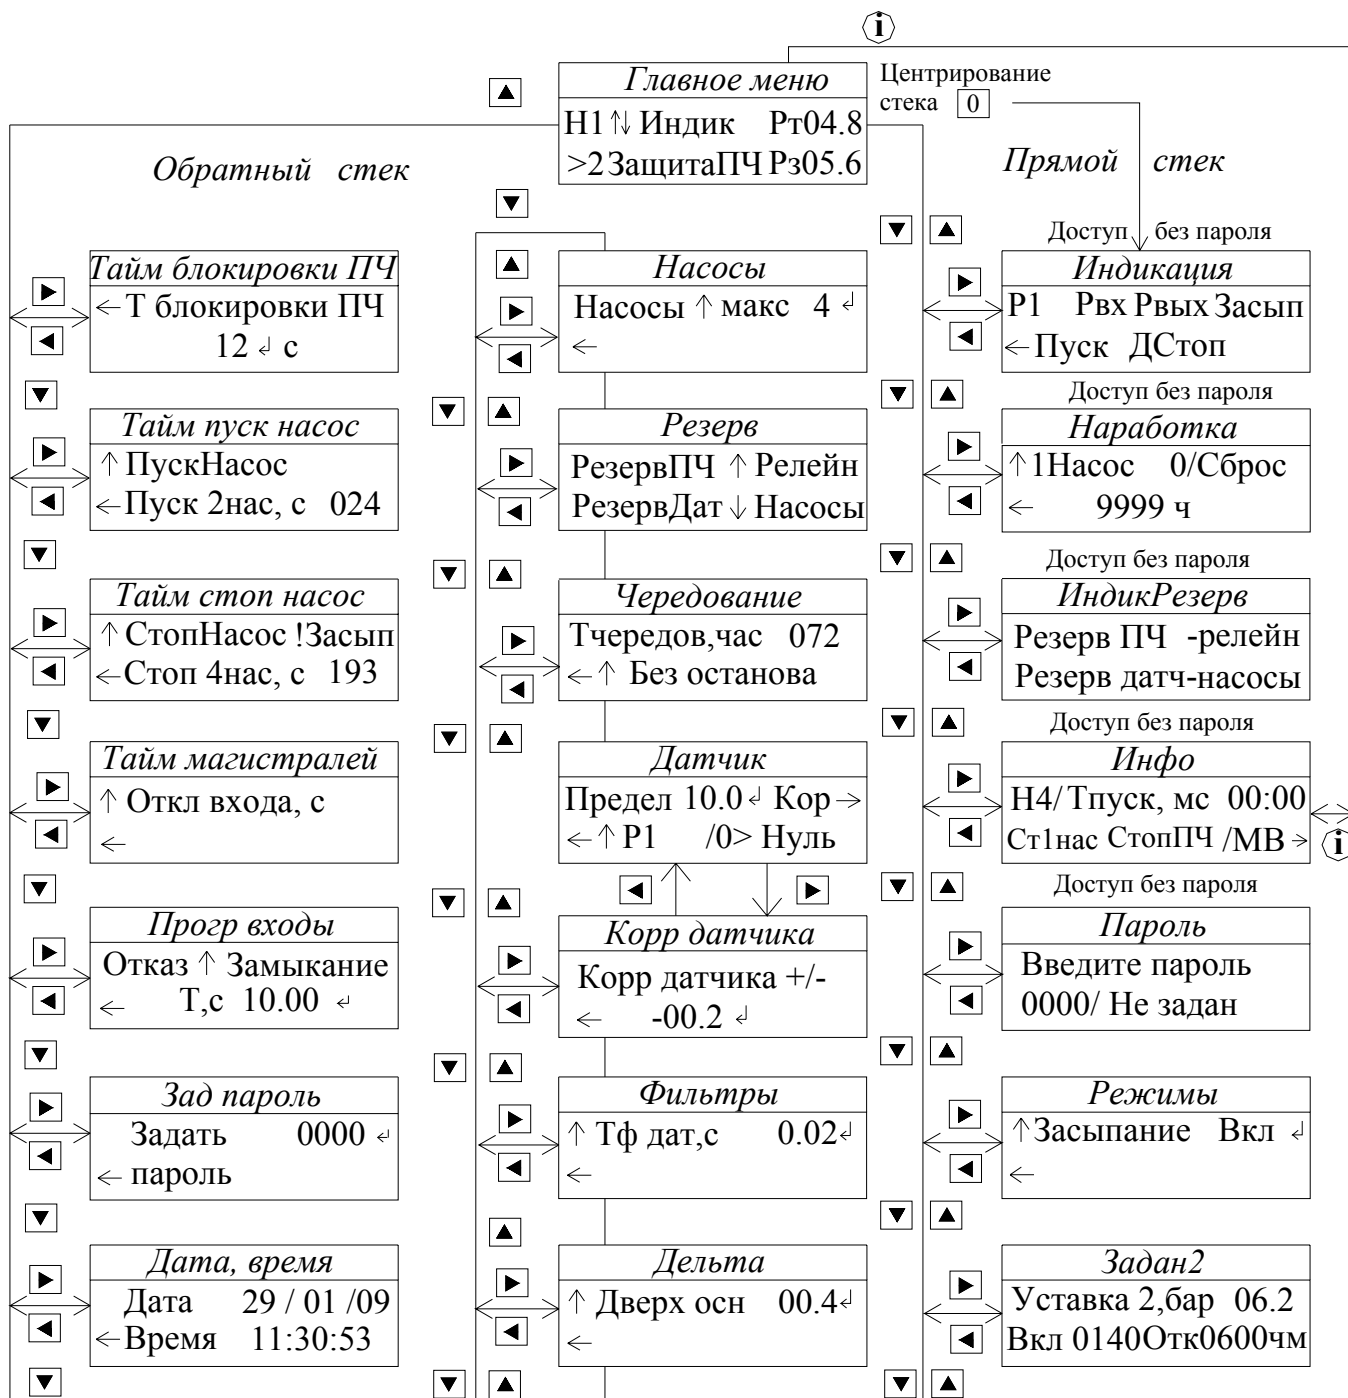 i
Главное меню
Н1↑↓ Индик Рт04.8
>2ЗащитаПЧ Рз05.6
Центрирование
стека 0
Обратный стек
Прямой стек
Тайм блокировки ПЧ
←Т блокировки ПЧ
12 ↲ с
Тайм пуск насос
↑ ПускНасос
←Пуск 2нас, с 024
Тайм стоп насос
↑ СтопНасос !Засып
←Стоп 4нас, с 193
Тайм магистралей
↑ Откл входа, с
←
Прогр входы
Отказ ↑ Замыкание
← Т,с 10.00 ↲
Зад пароль
Задать 0000 ↲
← пароль
Дата, время
Дата 29 / 01 /09
←Время 11:30:53
Насосы
Насосы ↑ макс 4 ↲
←
Резерв
РезервПЧ ↑ Релейн
РезервДат ↓ Насосы
Чередование
Тчередов,час 072
←↑ Без останова
Датчик
Предел 10.0↲ Кор→
←↑ Р1 /0> Нуль
Корр датчика
Корр датчика +/-
← -00.2 ↲
Фильтры
↑ Тф дат,с 0.02↲
←
Дельта
↑ Дверх осн 00.4↲
←
Доступ без пароля
Индикация
Р1 Рвх Рвых Засып
←Пуск ДСтоп
Доступ без пароля
Наработка
↑1Насос 0/Сброс
← 9999 ч
Доступ без пароля
ИндикРезерв
Резерв ПЧ -релейн
Резерв датч-насосы
Доступ без пароля
Инфо
Н4/Тпуск, мс 00:00
Ст1нас СтопПЧ /МВ→
i
Доступ без пароля
Пароль
Введите пароль
0000/ Не задан
Режимы
↑Засыпание Вкл ↲
←
Задан2
Уставка 2,бар 06.2
Вкл 0140Отк0600чм